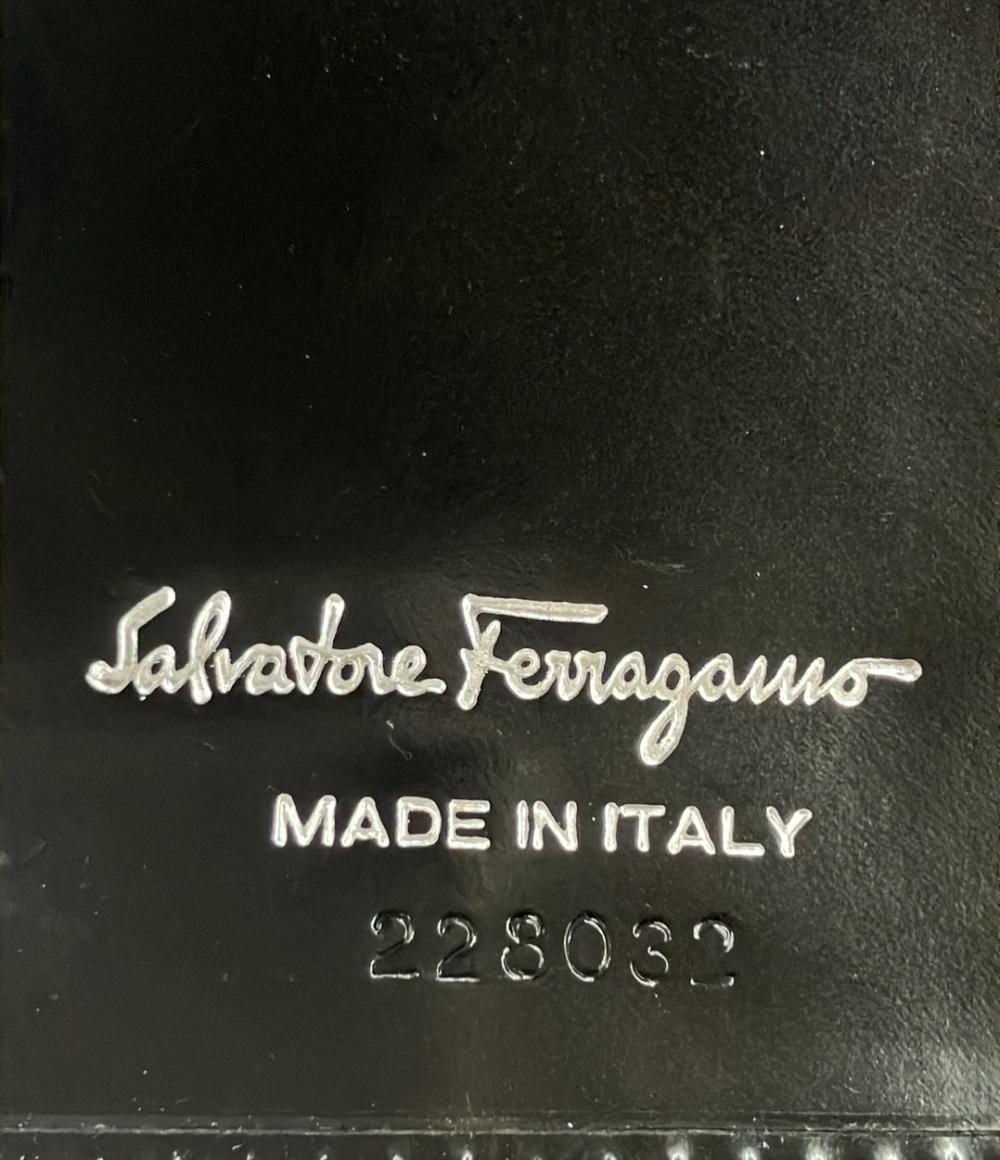 Salvatore Ferragamo
MADE IN ITALY
228032